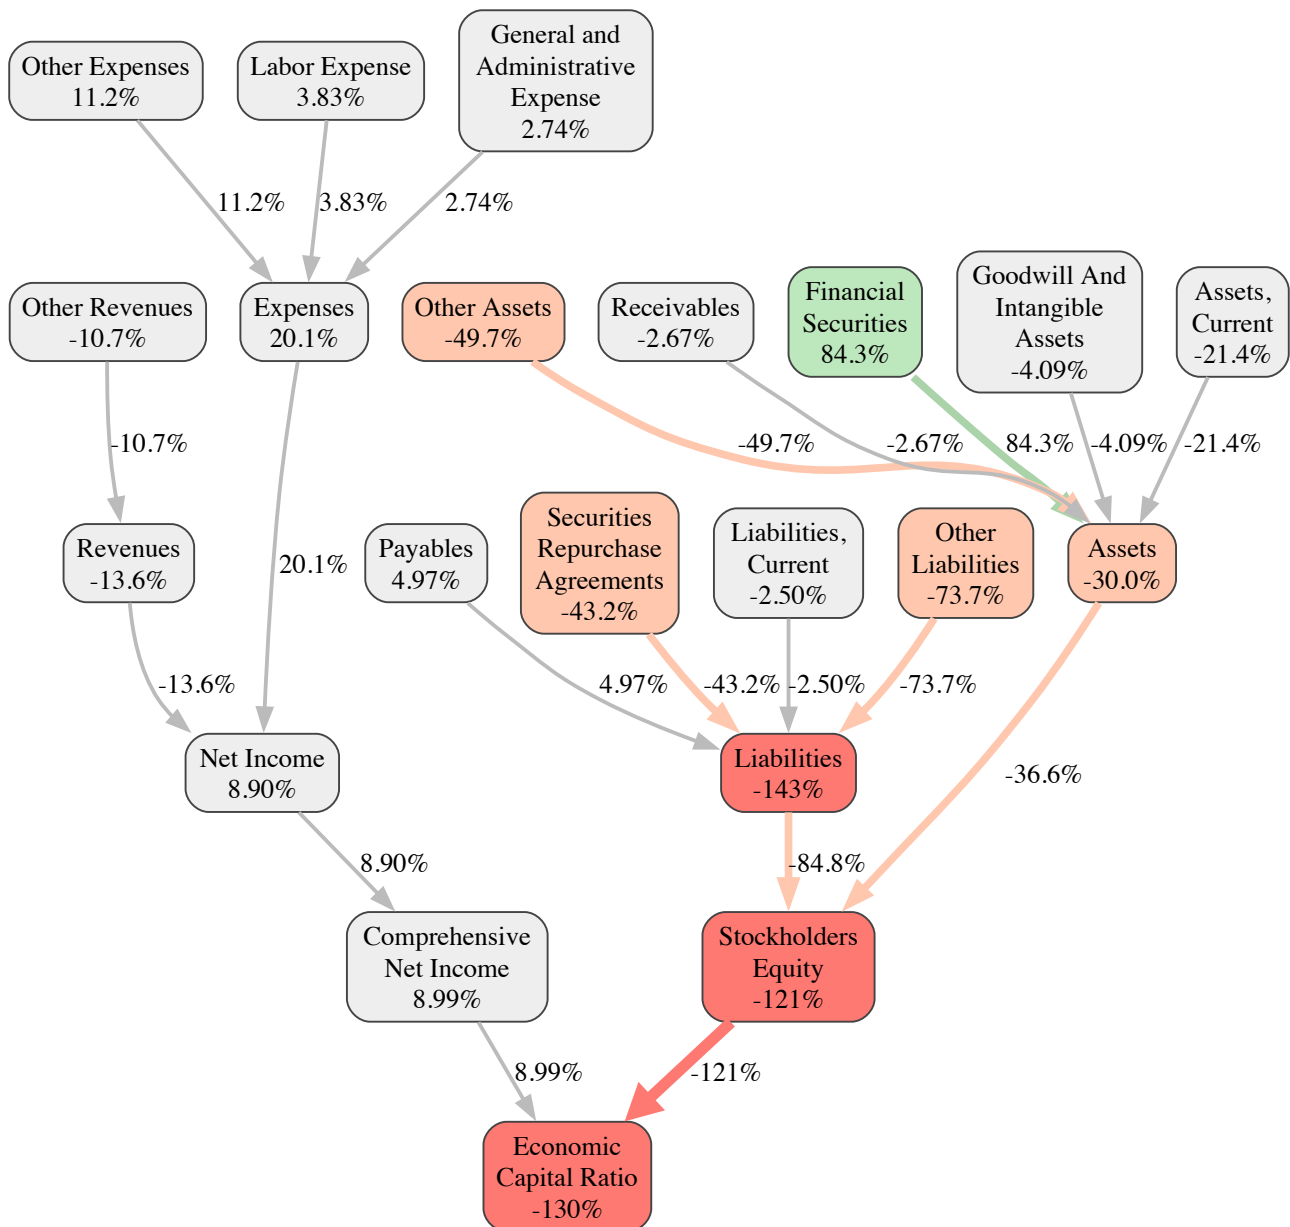 Other Expenses
11.2%
Labor Expense
3.83%
General and
Administrative
Expense
2.74%
11.2%
3.83%
2.74%
Other Revenues
-10.7%
Expenses
20.1%
Other Assets
-49.7%
Receivables
-2.67%
Financial
Securities
84.3%
Goodwill And
Intangible
Assets
-4.09%
Assets,
Current
-21.4%
-10.7%
-49.7%
-2.67%
84.3%
-4.09%
-21.4%
Revenues
-13.6%
20.1%
Payables
4.97%
Securities
Repurchase
Agreements
-43.2%
Liabilities,
Current
-2.50%
Other
Liabilities
-73.7%
Assets
-30.0%
-13.6%
4.97%
-43.2%
-2.50%
-73.7%
Net Income
8.90%
Liabilities
-143%
-36.6%
8.90%
-84.8%
Comprehensive
Net Income
8.99%
Stockholders
Equity
-121%
8.99%
-121%
Economic
Capital Ratio
-130%